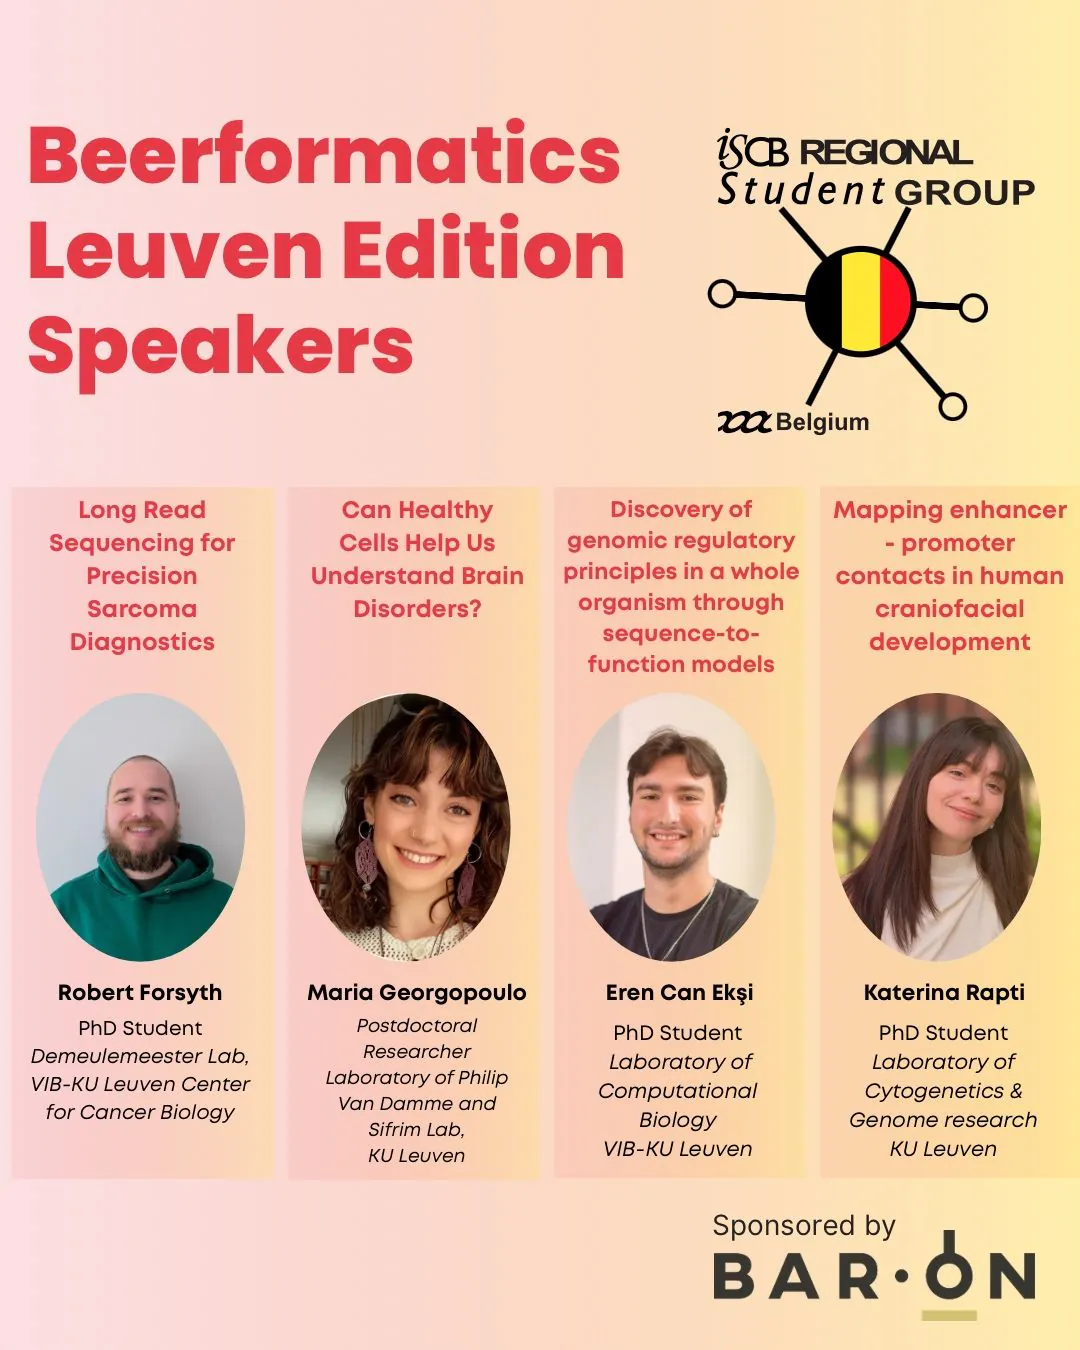 Beerformatics
Leuven Edition
Speakers
iSCB REGIONAL
Student GROUP
Belgium
Long Read
Sequencing for
Precision
Sarcoma
Diagnostics
Robert Forsyth
PhD Student
Demeulemeester Lab,
VIB-KU Leuven Center
for Cancer Biology
Can Healthy
Cells Help Us
Understand Brain
Disorders?
Maria Georgopoulo
Postdoctoral
Researcher
Laboratory of Philip
Van Damme and
Sifrim Lab,
KU Leuven
Discovery of
genomic regulatory
principles in a whole
organism through
sequence-to-
function models
Eren Can Ekşi
PhD Student
Laboratory of
Computational
Biology
VIB-KU Leuven
Mapping enhancer
- promoter
contacts in human
craniofacial
development
Katerina Rapti
PhD Student
Laboratory of
Cytogenetics &
Genome research
KU Leuven
Sponsored by
BAR·ON